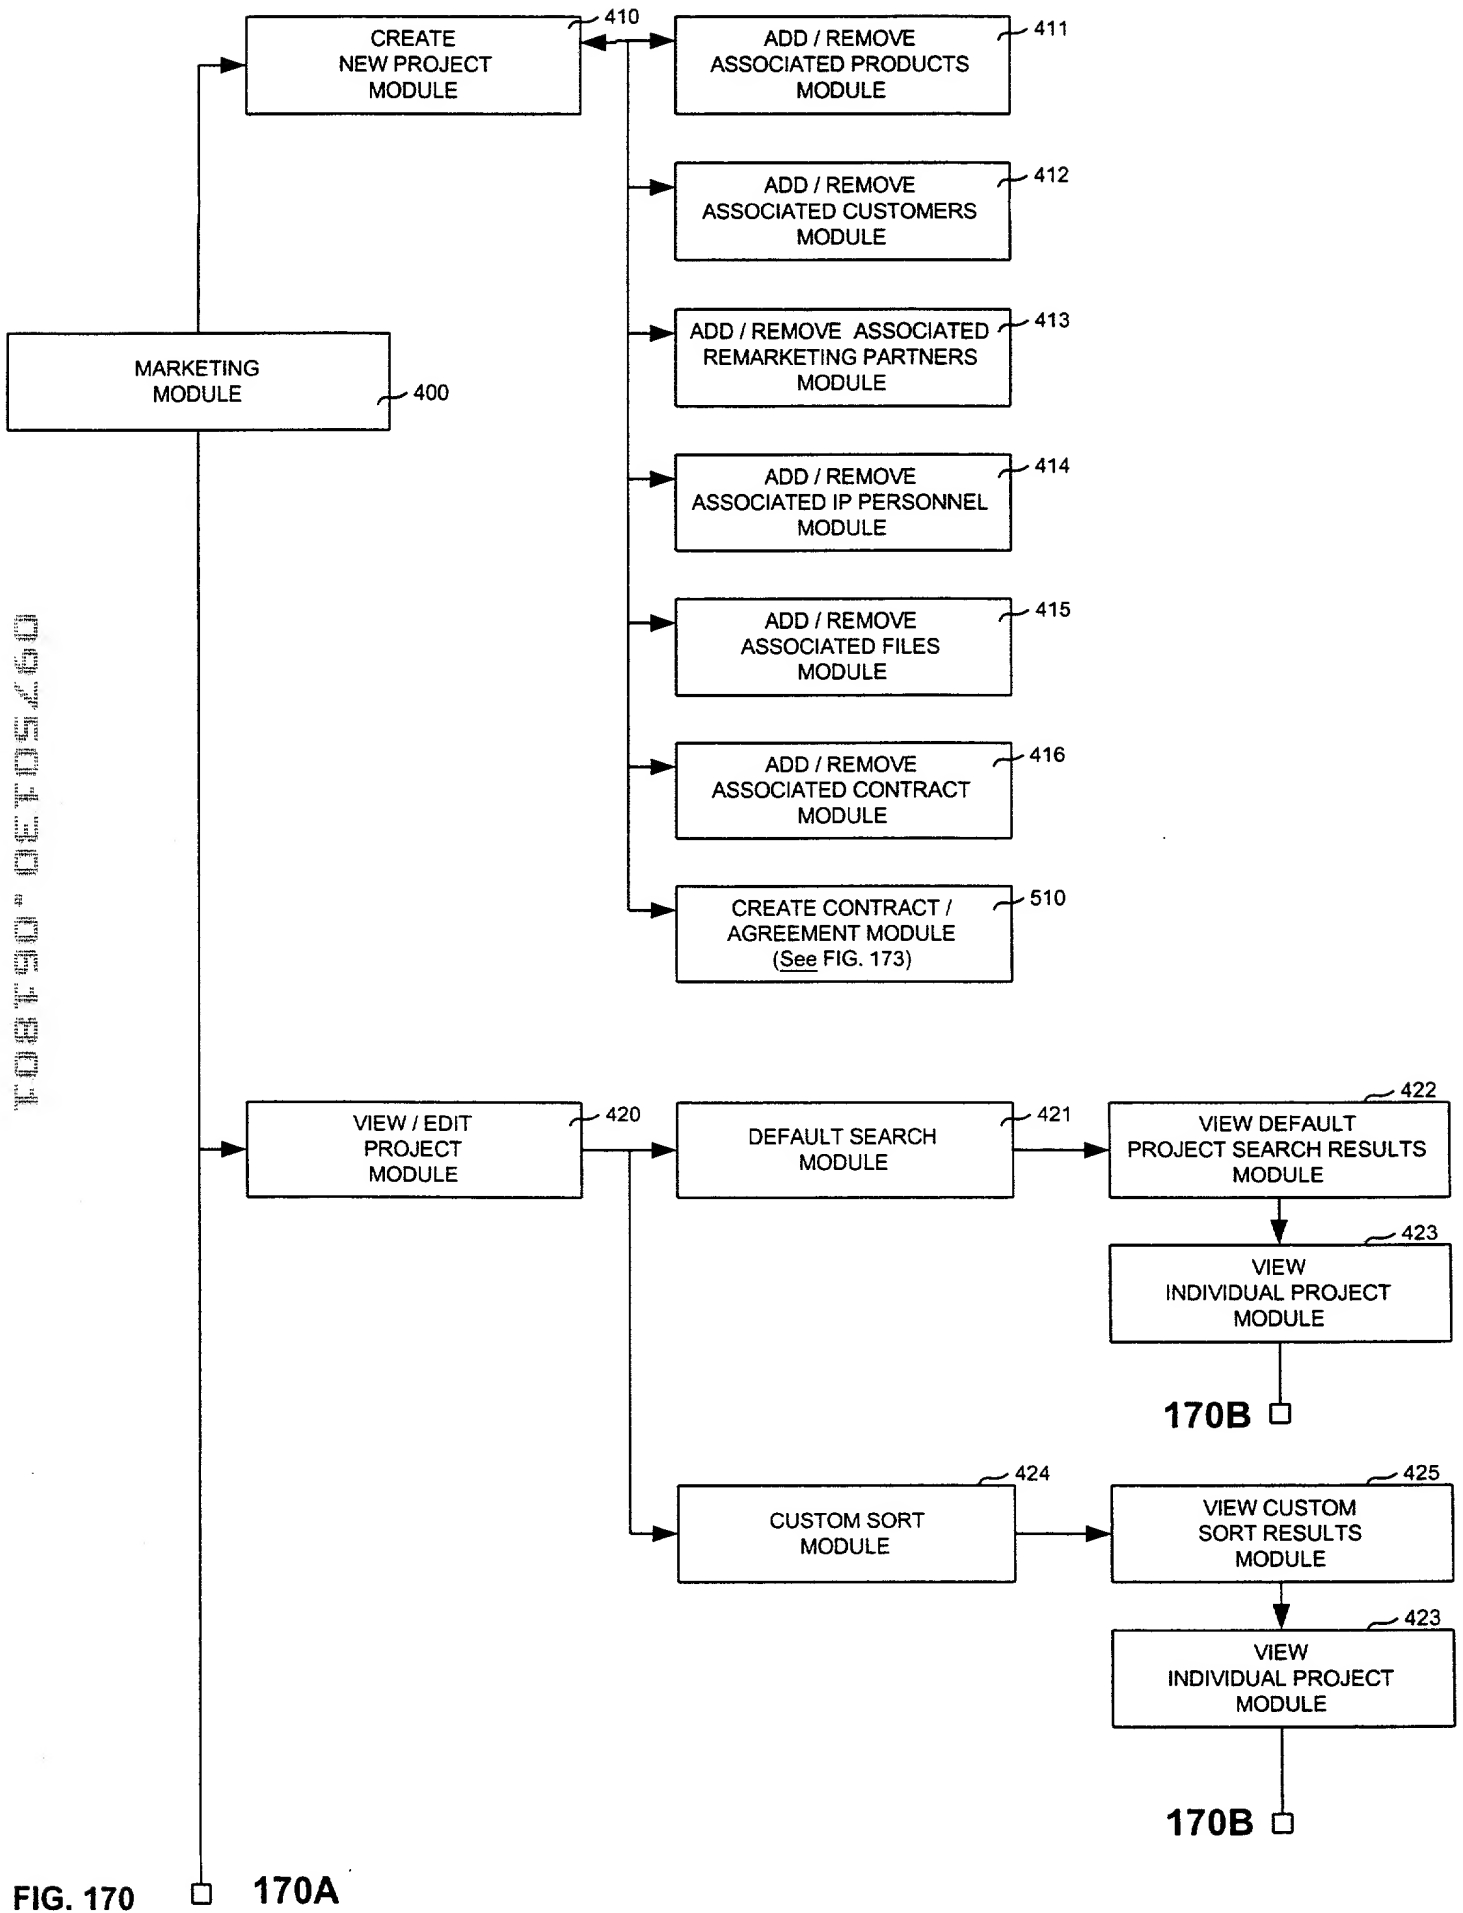 CREATE
NEW PROJECT
MODULE
410
ADD / REMOVE
ASSOCIATED PRODUCTS
MODULE
411
ADD / REMOVE
ASSOCIATED CUSTOMERS
MODULE
412
ADD / REMOVE ASSOCIATED
REMARKETING PARTNERS
MODULE
413
MARKETING
MODULE
400
ADD / REMOVE
ASSOCIATED IP PERSONNEL
MODULE
414
ADD / REMOVE
ASSOCIATED FILES
MODULE
415
ADD / REMOVE
ASSOCIATED CONTRACT
MODULE
416
CREATE CONTRACT /
AGREEMENT MODULE
(See FIG. 173)
510
VIEW / EDIT
PROJECT
MODULE
420
DEFAULT SEARCH
MODULE
421
VIEW DEFAULT
PROJECT SEARCH RESULTS
MODULE
422
VIEW
INDIVIDUAL PROJECT
MODULE
423
170B
CUSTOM SORT
MODULE
424
VIEW CUSTOM
SORT RESULTS
MODULE
425
VIEW
INDIVIDUAL PROJECT
MODULE
423
170B
FIG. 170
170A